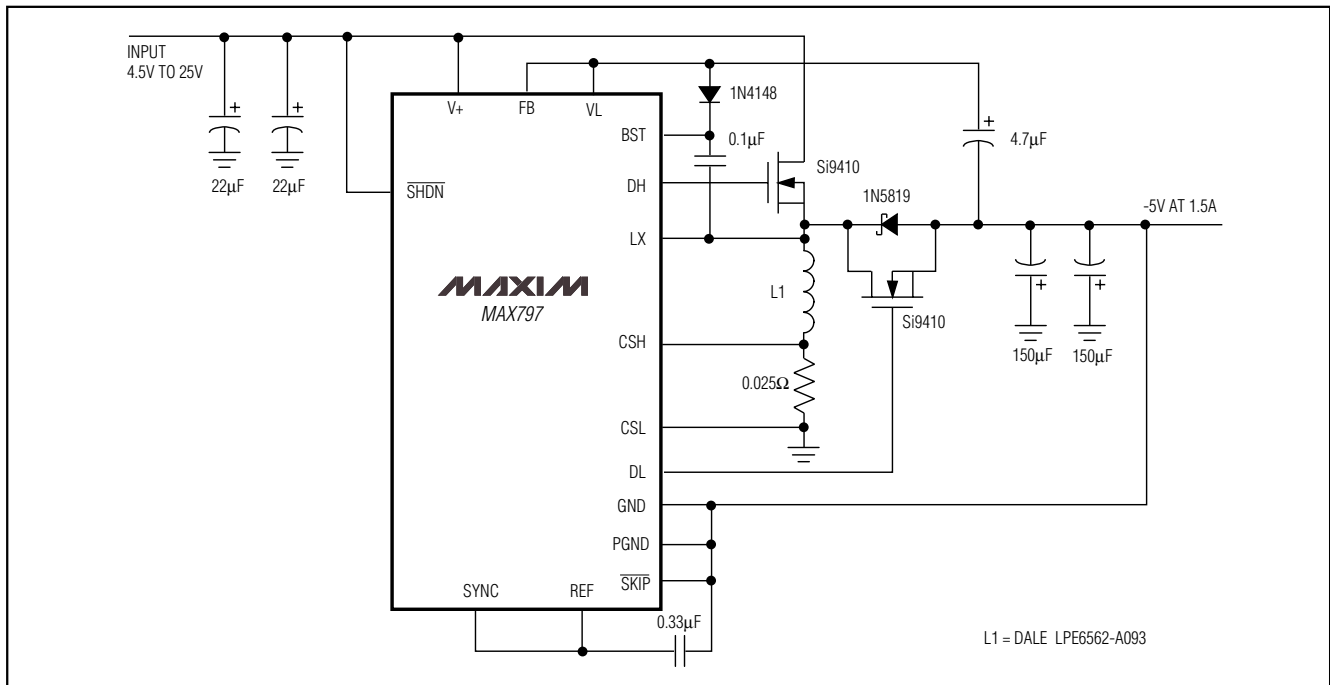 INPUT
4.5V TO 25V
22µF
22µF
V+
FB
VL
SHDN
BST
DH
LX
CSH
CSL
DL
GND
PGND
SKIP
SYNC
REF
MAXIM
MAX797
1N4148
0.1µF
Si9410
1N5819
4.7µF
-5V AT 1.5A
L1
Si9410
150µF
150µF
0.025Ω
0.33µF
L1 = DALE LPE6562-A093